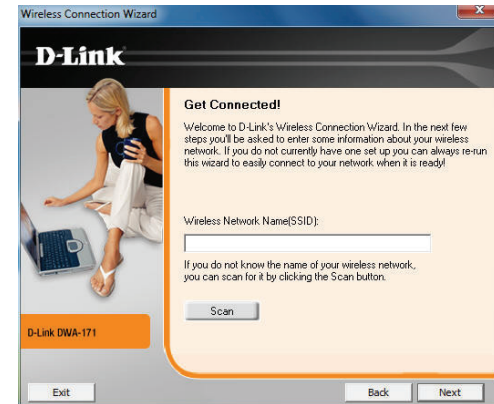 Wireless Connection Wizard
D-Link
Get Connected!
Welcome to D-Link's Wireless Connection Wizard. In the next few
steps you'll be asked to enter some information about your wireless
network. If you do not currently have one set up you can always re-run
this wizard to easily connect to your network when it is ready!
Wireless Network Name(SSID):
If you do not know the name of your wireless network,
you can scan for it by clicking the Scan button.
Scan
D-Link DWA-171
Exit
Back
Next